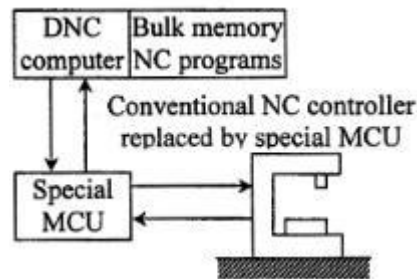 DNC
computer
Bulk memory
NC programs
Conventional NC controller
replaced by special MCU
Special
MCU